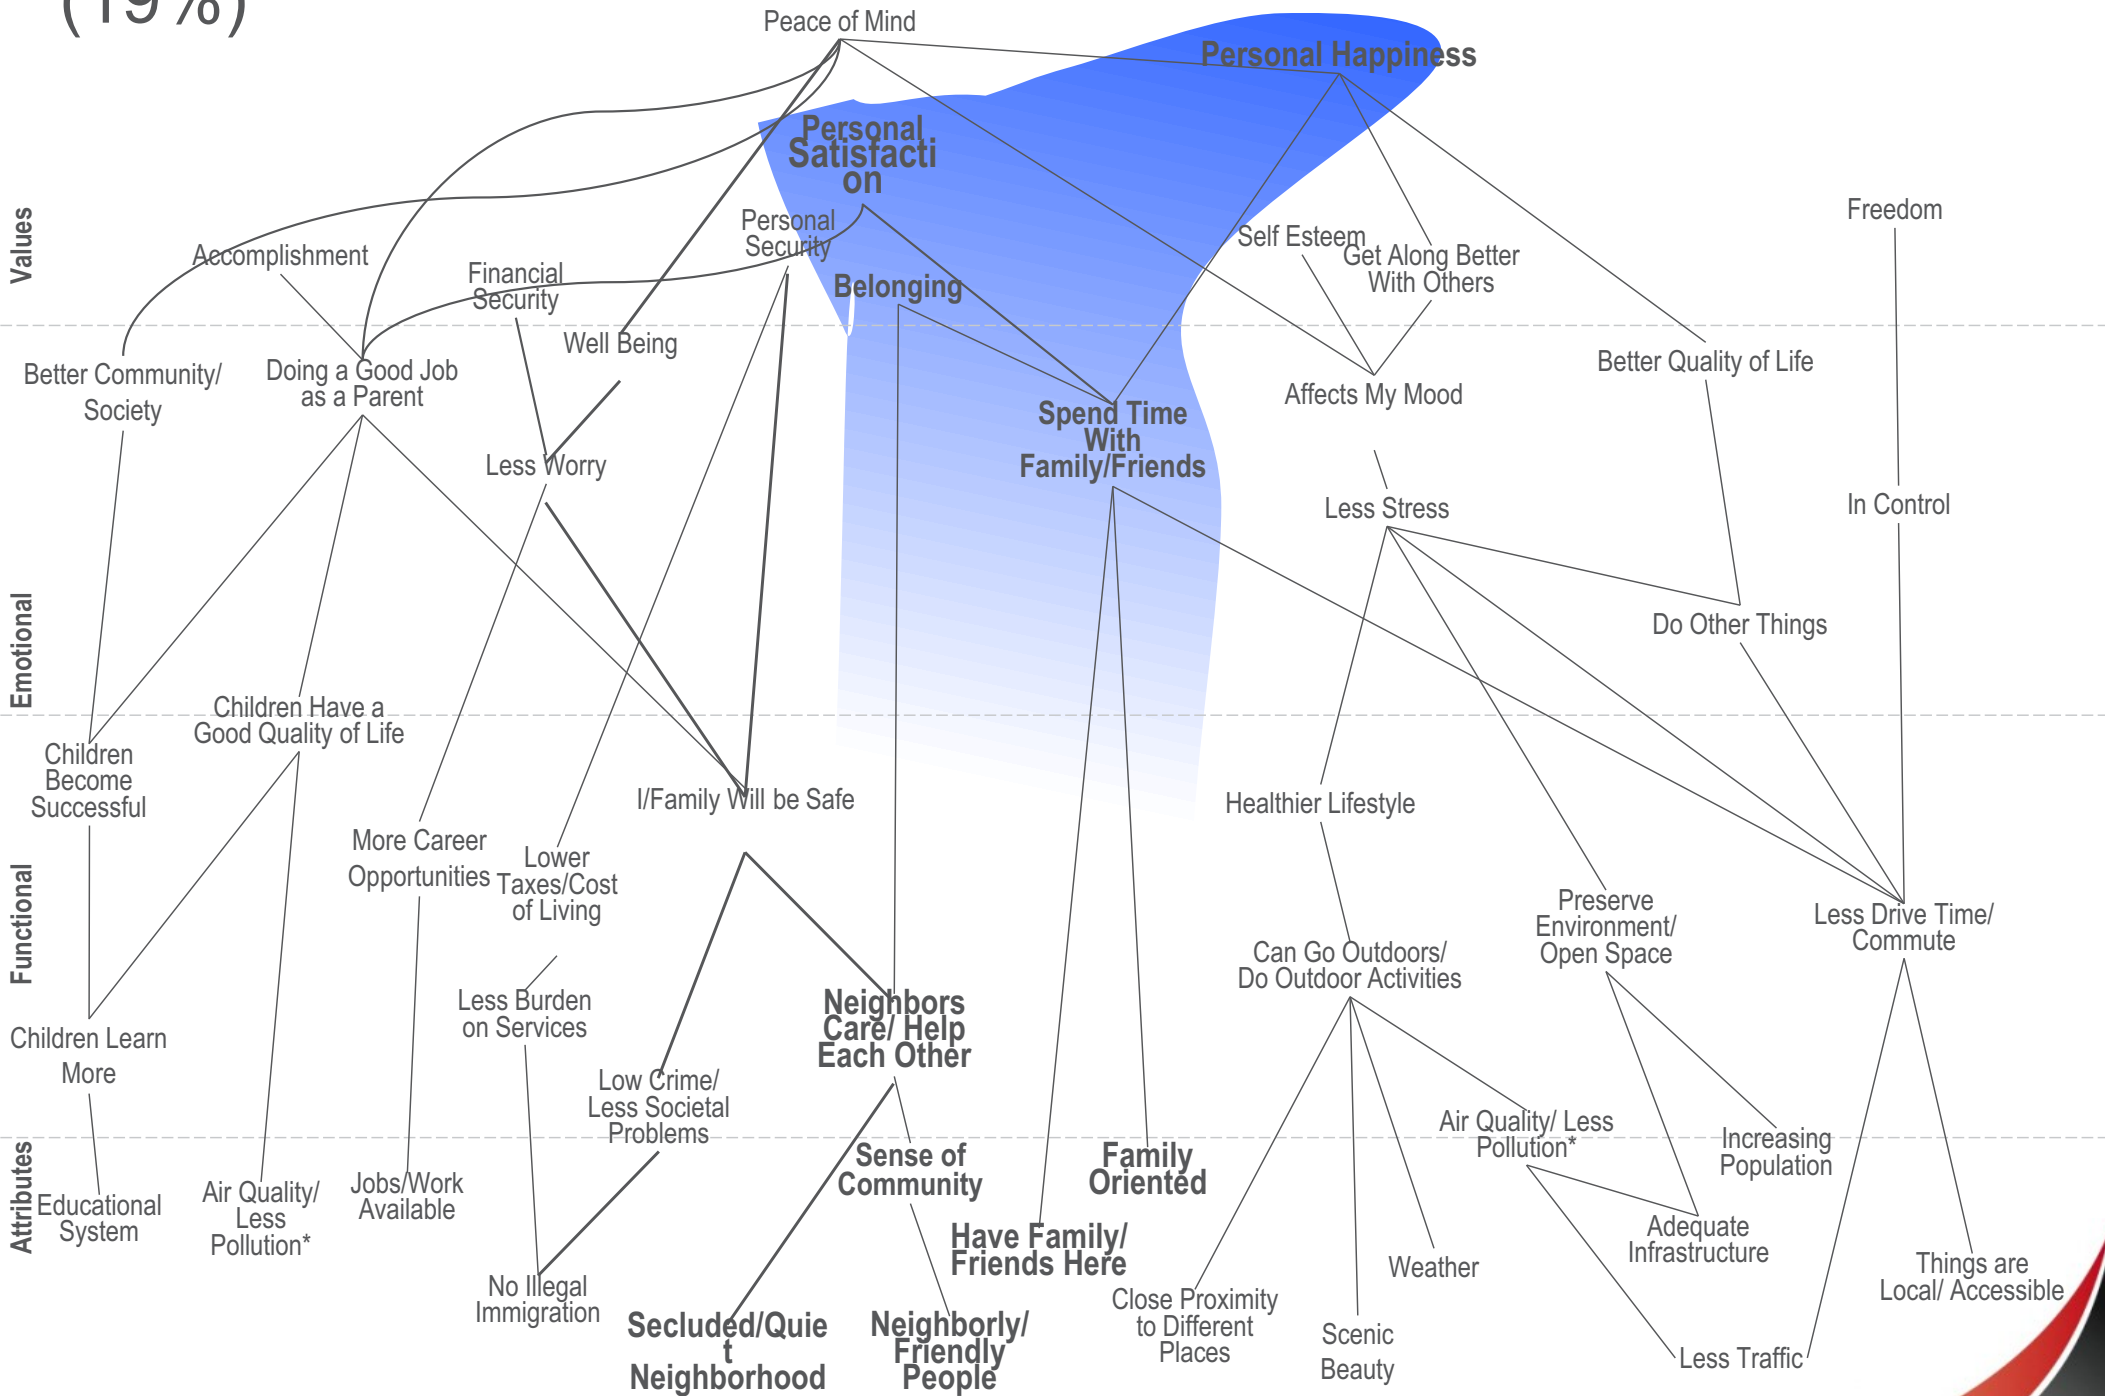 (19%)
Peace of Mind
Personal Happiness
Personal
Satisfacti
on
Values
Accomplishment
Financial
Security
Personal
Security
Belonging
Self Esteem
Get Along Better
With Others
Freedom
Well Being
Better Community/
Society
Doing a Good Job
as a Parent
Less Worry
Spend Time
With
Family/Friends
Affects My Mood
Better Quality of Life
Less Stress
In Control
Emotional
Do Other Things
Children Have a
Good Quality of Life
Children
Become
Successful
I/Family Will be Safe
Healthier Lifestyle
More Career
Opportunities
Lower
Taxes/Cost
of Living
Functional
Preserve
Environment/
Open Space
Less Drive Time/
Commute
Can Go Outdoors/
Do Outdoor Activities
Less Burden
on Services
Neighbors
Care/ Help
Each Other
Children Learn
More
Low Crime/
Less Societal
Problems
Air Quality/ Less
Pollution*
Increasing
Population
Attributes
Educational
System
Air Quality/
Less
Pollution*
Jobs/Work
Available
Sense of
Community
Family
Oriented
Have Family/
Friends Here
Adequate
Infrastructure
Weather
Things are
Local/ Accessible
No Illegal
Immigration
Close Proximity
to Different
Places
Secluded/Quie
t
Neighborhood
Neighborly/
Friendly
People
Scenic
Beauty
Less Traffic